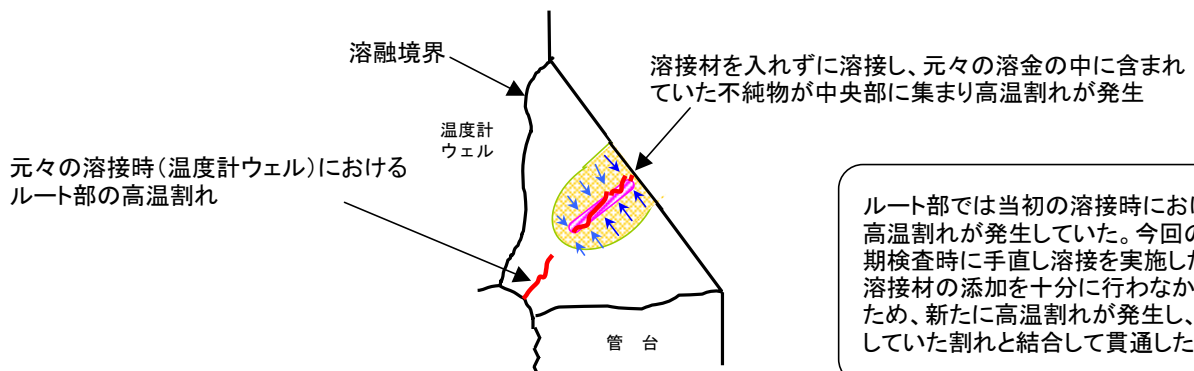 溶融境界
溶接材を入れずに溶接し、元々の溶金の中に含まれ
ていた不純物が中央部に集まり高温割れが発生
温度計
ウェル
元々の溶接時(温度計ウェル)における
ルート部の高温割れ
ルート部では当初の溶接時におけ
高温割れが発生していた。今回の
期検査時に手直し溶接を実施した
溶接材の添加を十分に行わなか
ため、新たに高温割れが発生し、
していた割れと結合して貫通した
管 台